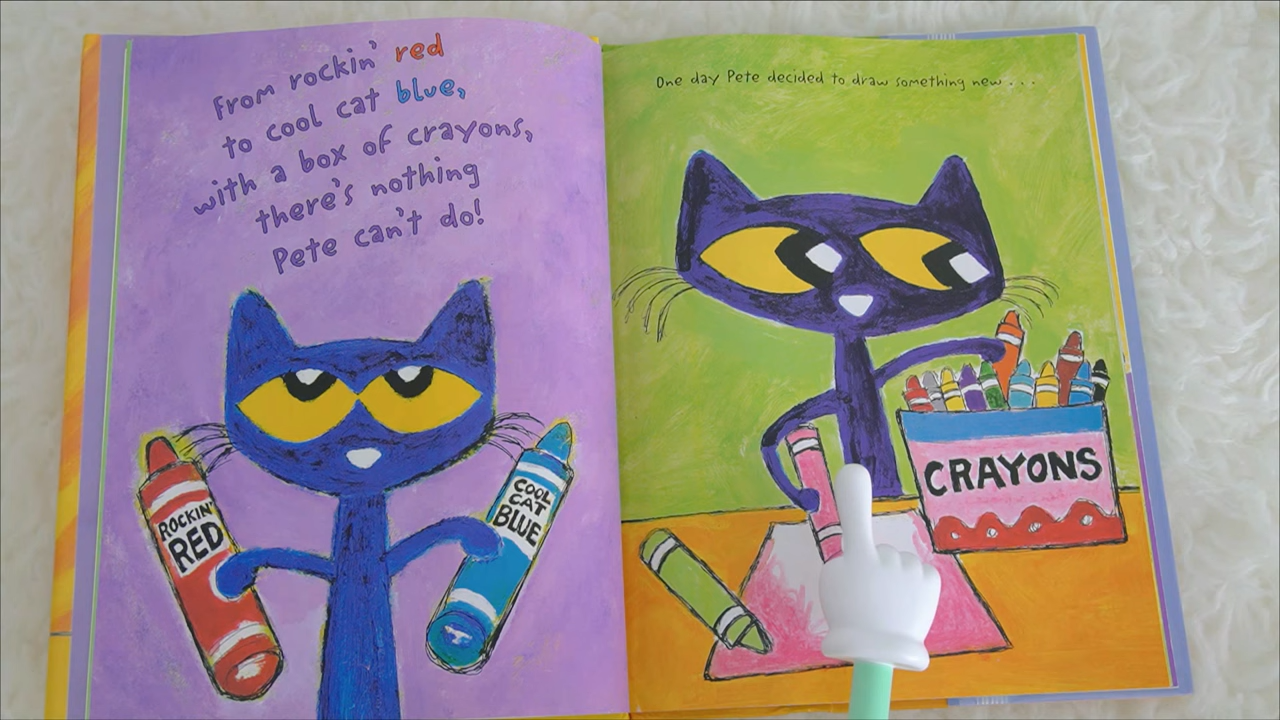 From rockin' red
to cool cat blue,
with a box of crayons,
there's nothing
Pete can't do!
ROCKIN'
RED
COOL
CAT
BLUE
One day Pete decided to draw something new . . .
CRAYONS